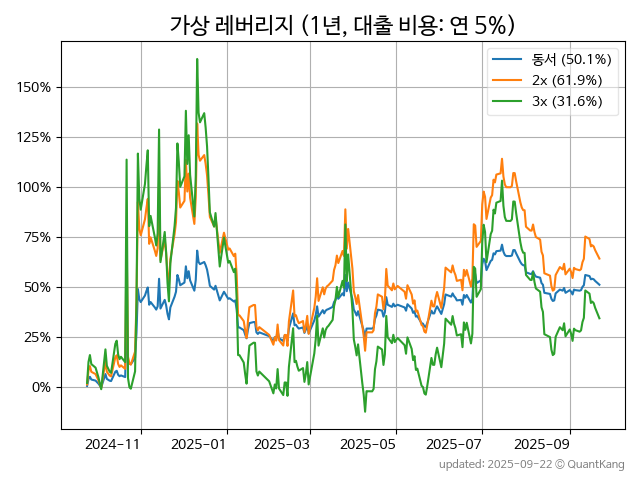 가상 레버리지 (1년, 대출 비용: 연 5%)
동서 (50.1%)
2x (61.9%)
3x (31.6%)
150%
125%
100%
75%
50%
25%
0%
2024-11 2025-01 2025-03 2025-05 2025-07 2025-09
updated: 2025-09-22 © QuantKang